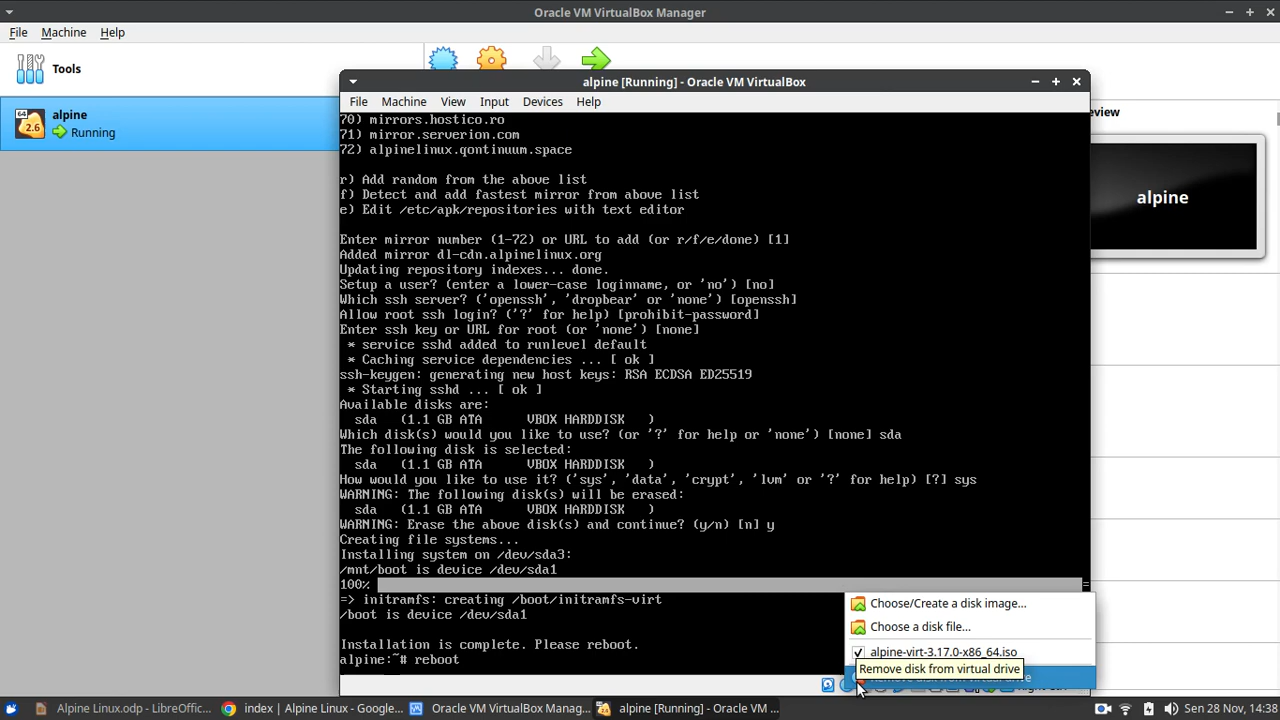 Oracle VM VirtualBox Manager
File Machine Help
Tools
alpine
Running
64
2.6
alpine [Running] - Oracle VM VirtualBox
File Machine View Input Devices Help
eview
alpine
70) mirrors.hostico.ro
71) mirror.serverion.com
72) alpinelinux.qontinuum.space
r) Add random from the above list
f) Detect and add fastest mirror from above list
e) Edit /etc/apk/repositories with text editor
Enter mirror number (1-72) or URL to add (or r/f/e/done) [1]
Added mirror dl-cdn.alpinelinux.org
Updating repository indexes... done.
Setup a user? (enter a lower-case loginname, or 'no') [no]
Which ssh server? ('openssh', 'dropbear' or 'none') [openssh]
Allow root ssh login? ('?' for help) [prohibit-password]
Enter ssh key or URL for root (or 'none') [none]
* service sshd added to runlevel default
* Caching service dependencies ... [ ok ]
ssh-keygen: generating new host keys: RSA ECDSA ED25519
* Starting sshd ... [ ok ]
Available disks are:
sda (1.1 GB ATA VBOX HARDDISK )
Which disk(s) would you like to use? (or '?' for help or 'none') [none] sda
The following disk is selected:
sda (1.1 GB ATA VBOX HARDDISK )
How would you like to use it? ('sys', 'data', 'crypt', 'lvm' or '?' for help) [?] sys
WARNING: The following disk(s) will be erased:
sda (1.1 GB ATA VBOX HARDDISK )
WARNING: Erase the above disk(s) and continue? (y/n) [n] y
Creating file systems...
Installing system on /dev/sda3:
/mnt/boot is device /dev/sda1
100%
=> initramfs: creating /boot/initramfs-virt
/boot is device /dev/sda1
Installation is complete. Please reboot.
alpine:~# reboot
Choose/Create a disk image...
Choose a disk file...
alpine-virt-3.17.0-x86_64.iso
Remove disk from virtual drive
Alpine Linux.odp - LibreOffic...
index | Alpine Linux - Google...
Oracle VM VirtualBox Manag...
alpine [Running] - Oracle VM ...
Sen 28 Nov, 14:38